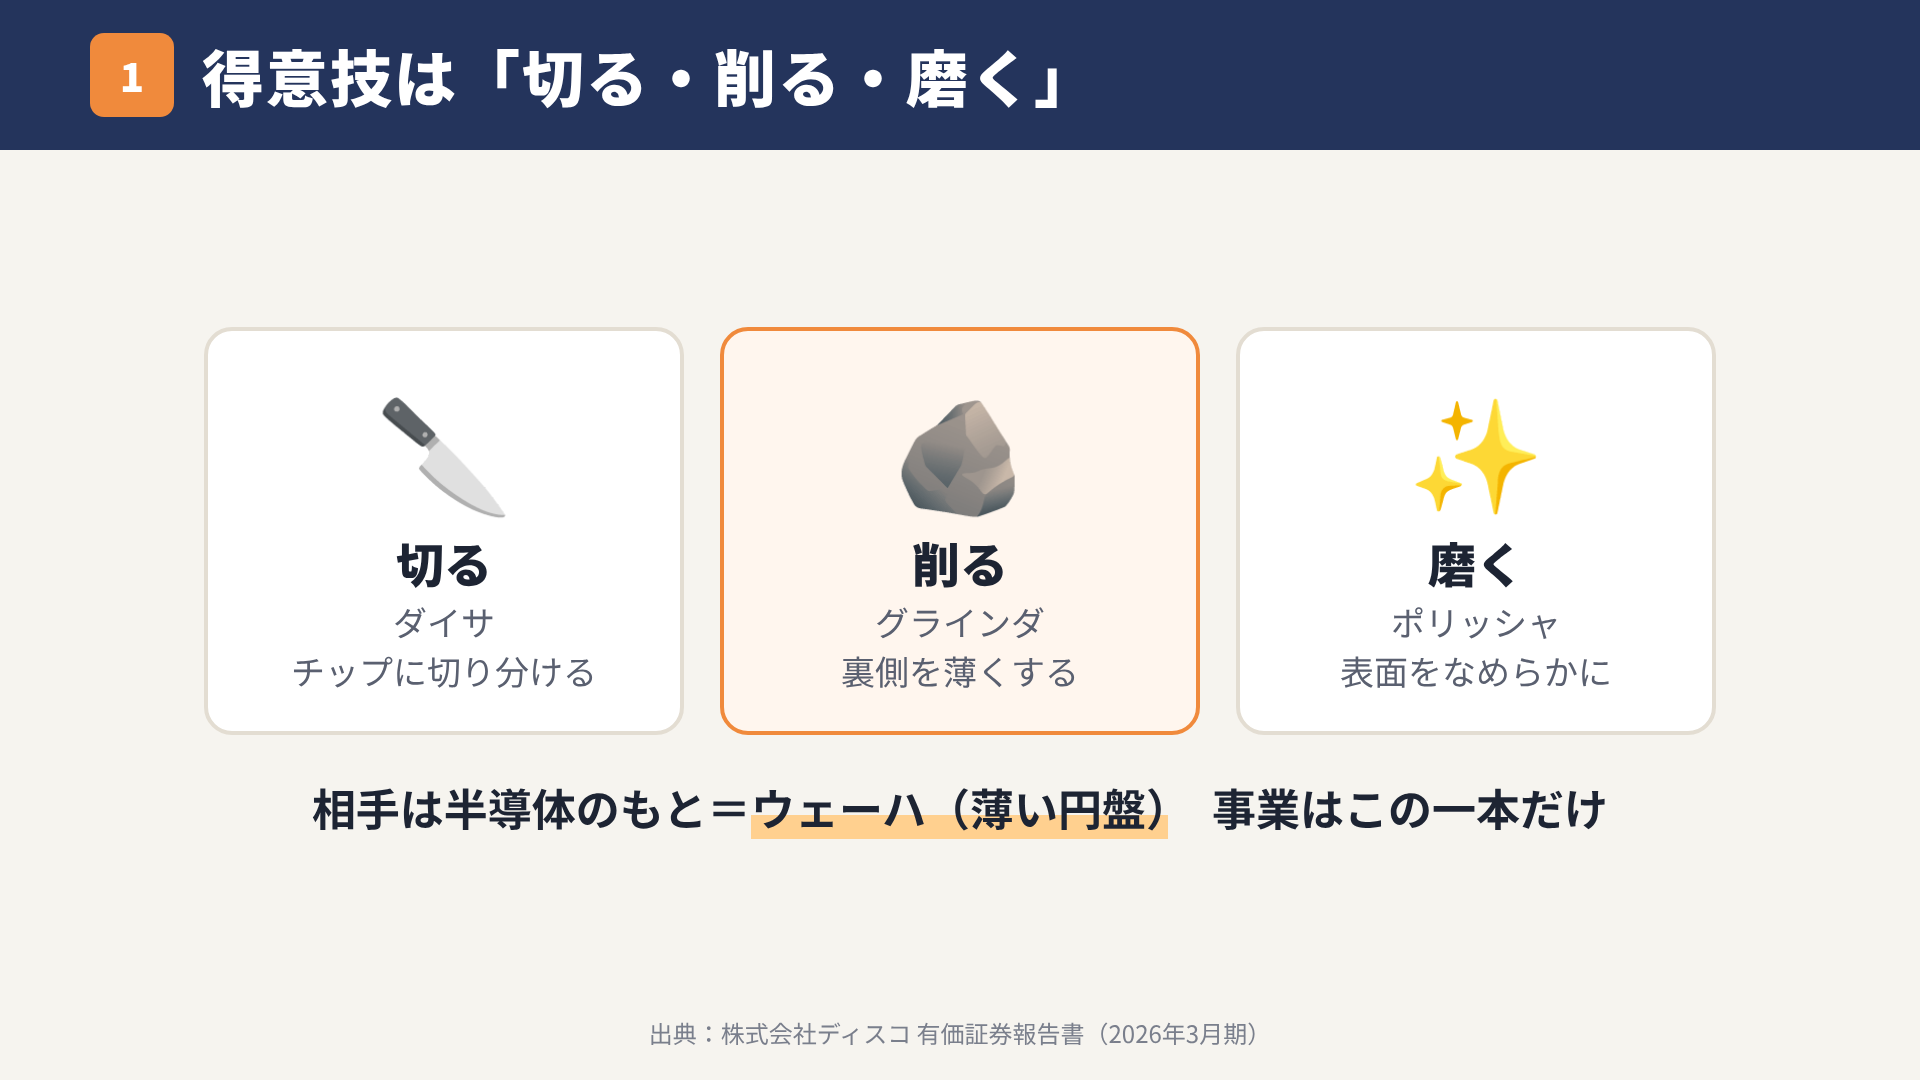 1
得意技は「切る・削る・磨く」
切る
ダイサ
チップに切り分ける
削る
グラインダ
裏側を薄くする
磨く
ポリッシャ
表面をなめらかに
相手は半導体のもと＝ウェーハ（薄い円盤）　事業はこの一本だけ
出典：株式会社ディスコ 有価証券報告書（2026年3月期）